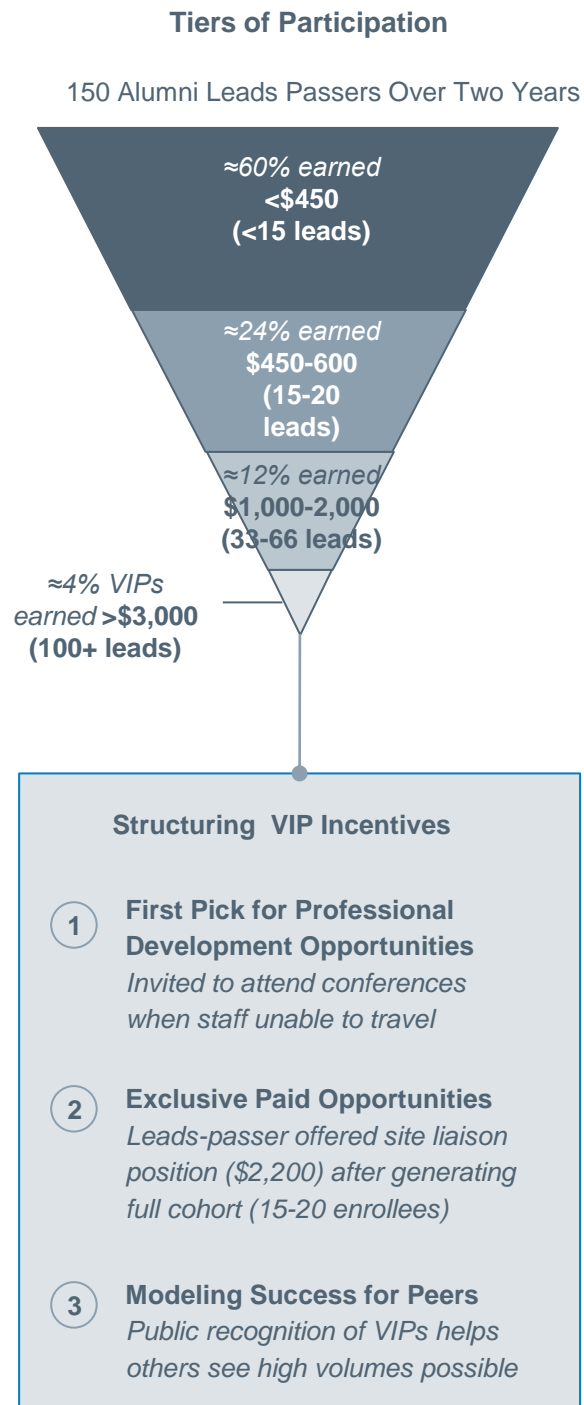 Tiers of Participation
150 Alumni Leads Passers Over Two Years
≈60% earned
<$450
(<15 leads)
≈24% earned
$450-600
(15-20
leads)
≈12% earned
$1,000-2,000
(33-66 leads)
≈4% VIPs
earned >$3,000
(100+ leads)
Structuring VIP Incentives
1
First Pick for Professional
Development Opportunities
Invited to attend conferences
when staff unable to travel
2
Exclusive Paid Opportunities
Leads-passer offered site liaison
position ($2,200) after generating
full cohort (15-20 enrollees)
3
Modeling Success for Peers
Public recognition of VIPs helps
others see high volumes possible